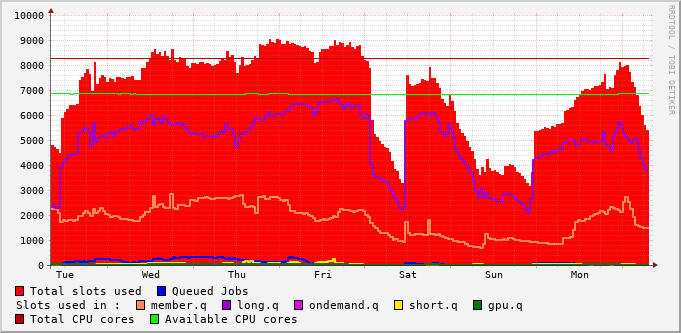 10000
9000
8000
7000
6000
5000
4000
3000
2000
1000
0
Tue Wed Thu Fri Sat Sun Mon
RRDTOOL / TOBI OETIKER
Total slots used Queued Jobs
Slots used in : member.q long.q ondemand.q short.q gpu.q
Total CPU cores Available CPU cores